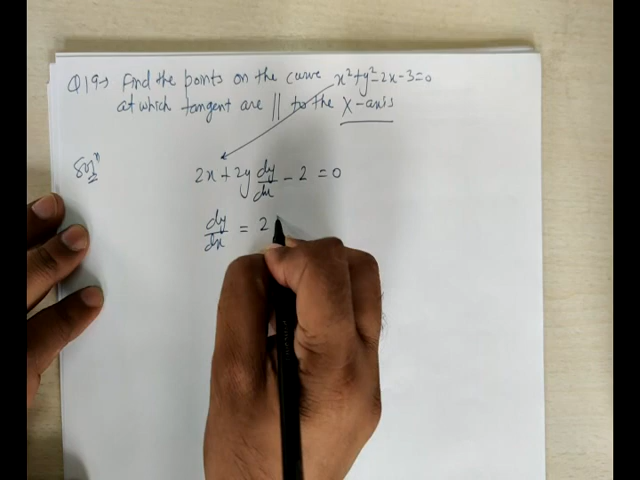 Q19→ Find the points on the curve x²+y²-2x-3=0
at which tangent are || to the X-axis
Solⁿ
2x + 2y dy/dx - 2 = 0
dy/dx = 2